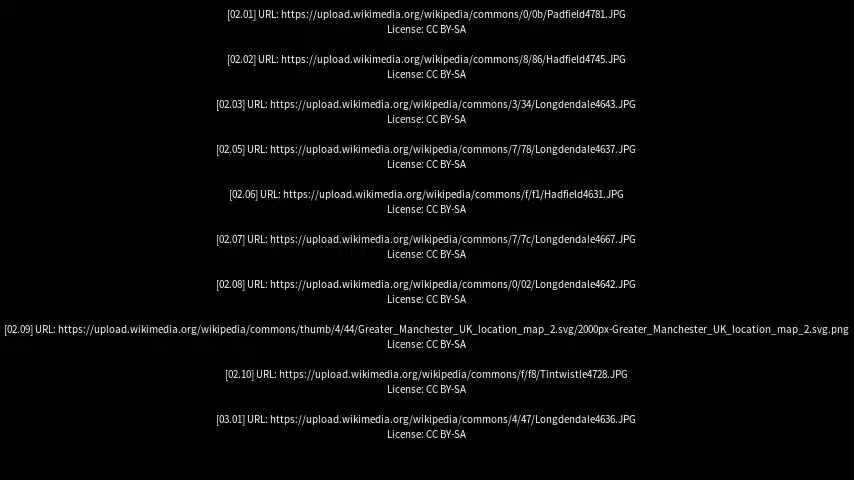 [02.01] URL: https://upload.wikimedia.org/wikipedia/commons/0/0b/Padfield4781.JPG
License: CC BY-SA
[02.02] URL: https://upload.wikimedia.org/wikipedia/commons/8/86/Hadfield4745.JPG
License: CC BY-SA
[02.03] URL: https://upload.wikimedia.org/wikipedia/commons/3/34/Longdendale4643.JPG
License: CC BY-SA
[02.05] URL: https://upload.wikimedia.org/wikipedia/commons/7/78/Longdendale4637.JPG
License: CC BY-SA
[02.06] URL: https://upload.wikimedia.org/wikipedia/commons/f/f1/Hadfield4631.JPG
License: CC BY-SA
[02.07] URL: https://upload.wikimedia.org/wikipedia/commons/7/7c/Longdendale4667.JPG
License: CC BY-SA
[02.08] URL: https://upload.wikimedia.org/wikipedia/commons/0/02/Longdendale4642.JPG
License: CC BY-SA
[02.09] URL: https://upload.wikimedia.org/wikipedia/commons/thumb/4/44/Greater_Manchester_UK_location_map_2.svg/2000px-Greater_Manchester_UK_location_map_2.svg.png
License: CC BY-SA
[02.10] URL: https://upload.wikimedia.org/wikipedia/commons/f/f8/Tintwistle4728.JPG
License: CC BY-SA
[03.01] URL: https://upload.wikimedia.org/wikipedia/commons/4/47/Longdendale4636.JPG
License: CC BY-SA